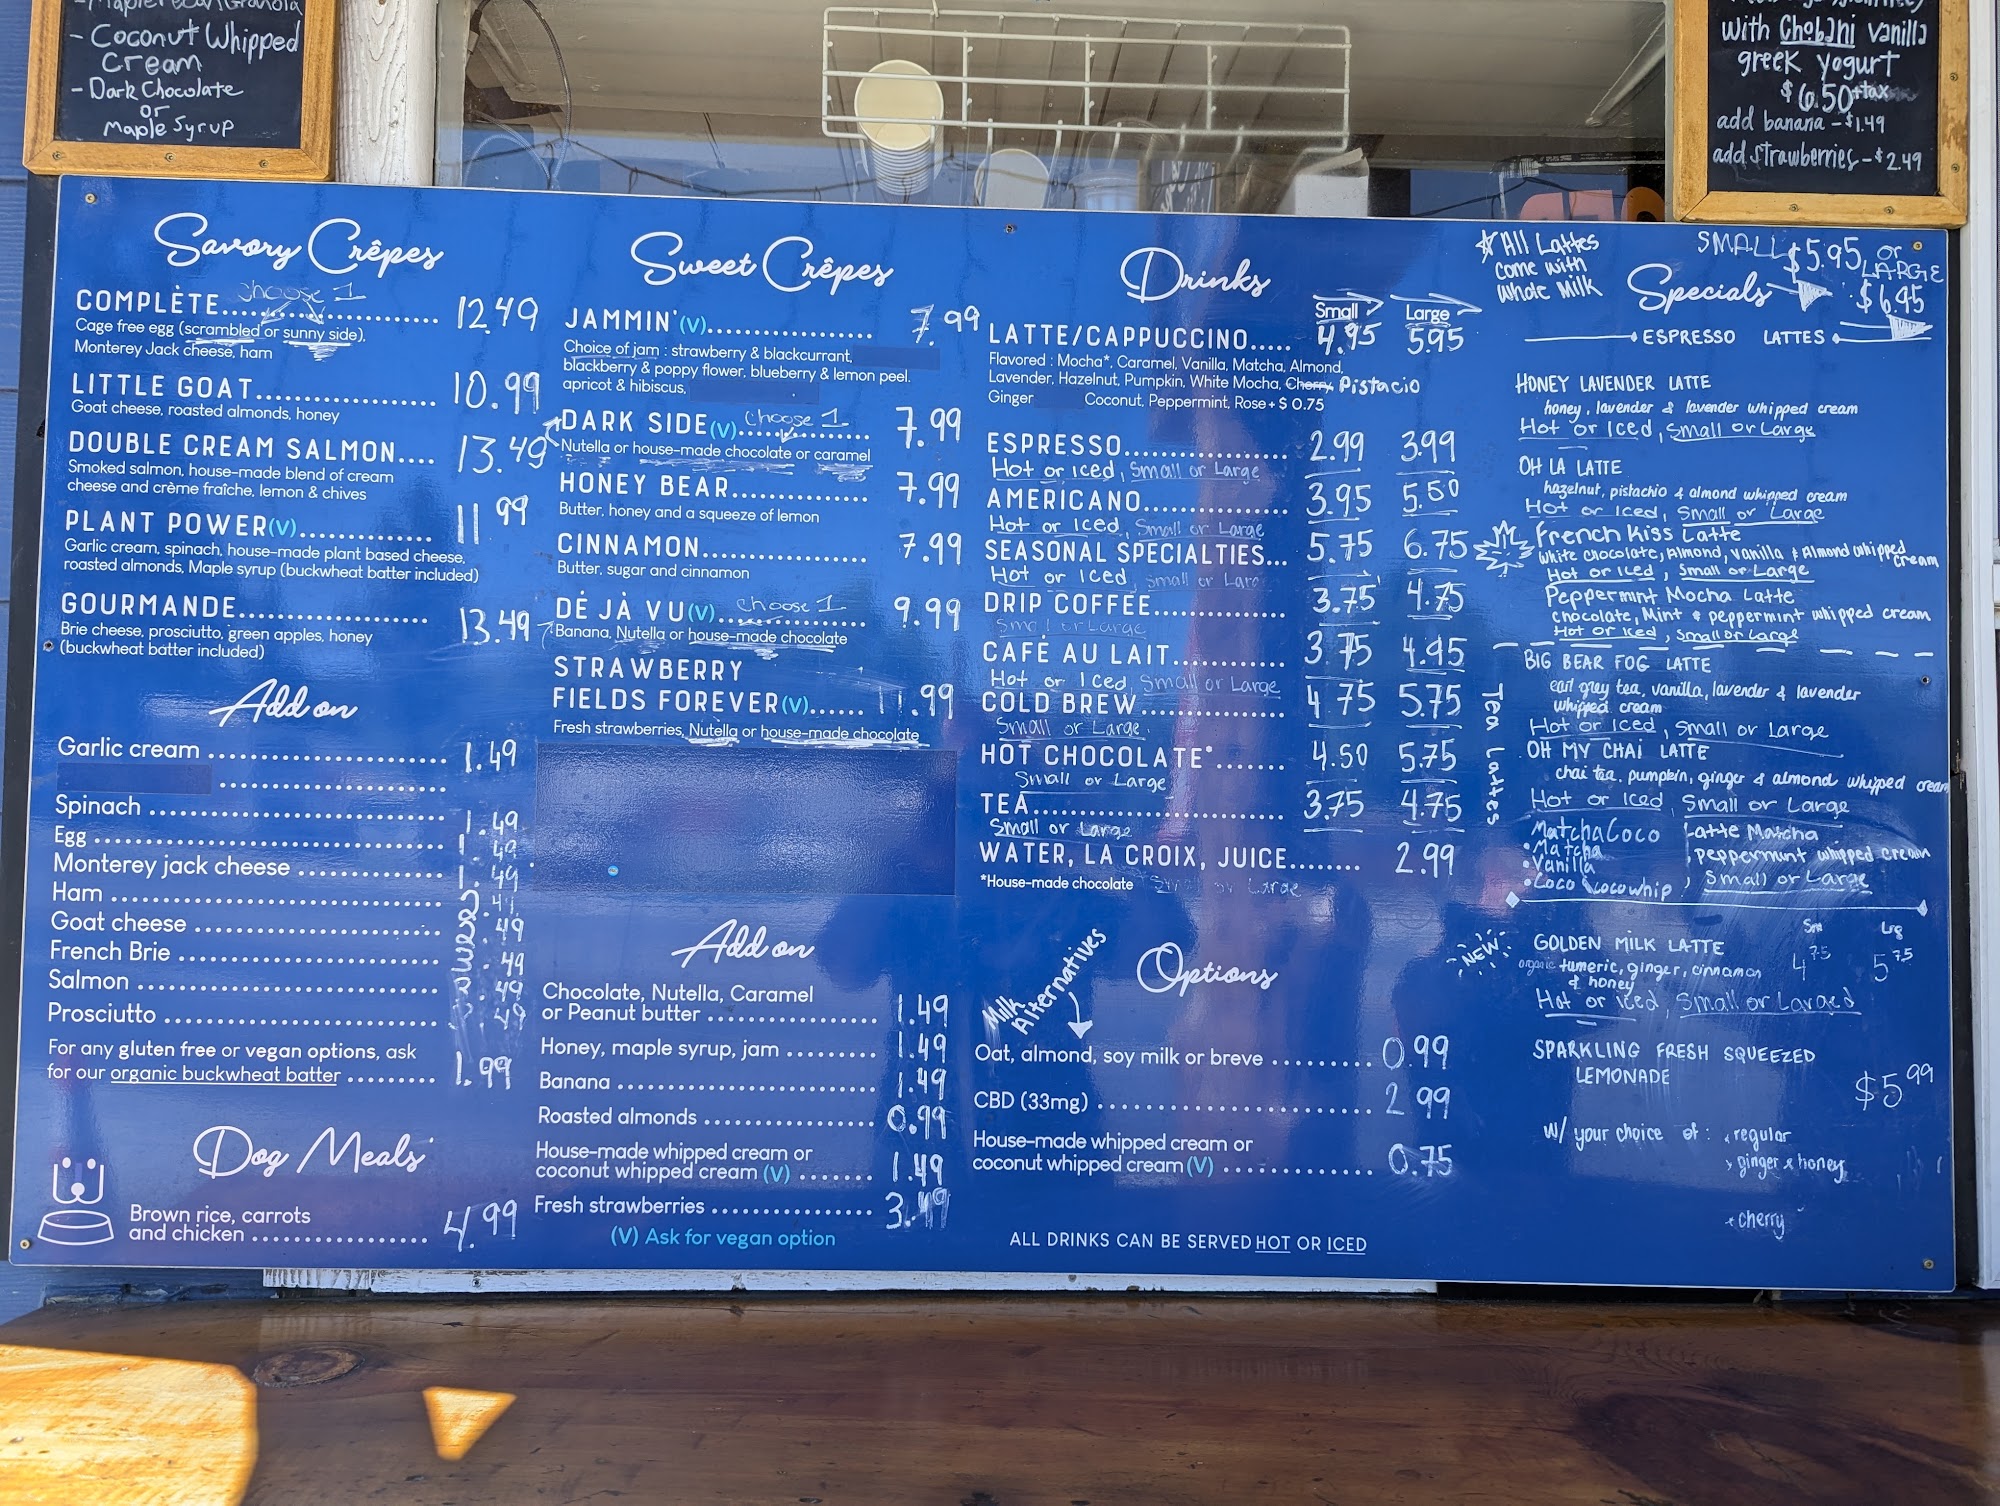 - Coconut Whipped
Cream
- Dark Chocolate
or
Maple Syrup
with Chobani vanilla
greek yogurt
$6.50 +tax
add banana - $1.49
add strawberries - $2.49
Savory Crêpes
COMPLÈTE choose 1 12.49
Cage free egg (scrambled or sunny side),
Monterey Jack cheese, ham
LITTLE GOAT 10.99
Goat cheese, roasted almonds, honey
DOUBLE CREAM SALMON.... 13.49
Smoked salmon, house-made blend of cream
cheese and crème fraîche, lemon & chives
PLANT POWER(V) 11.99
Garlic cream, spinach, house-made plant based cheese,
roasted almonds, Maple syrup (buckwheat batter included)
GOURMANDE 13.49
Brie cheese, prosciutto, green apples, honey
(buckwheat batter included)
Add on
Garlic cream 1.49
Spinach 1.49
Egg 1.49
Monterey jack cheese
Ham
Goat cheese
French Brie
Salmon
Prosciutto
For any gluten free or vegan options, ask
for our organic buckwheat batter 1.99
Dog Meals
Brown rice, carrots
and chicken 4.99
Sweet Crêpes
JAMMIN' (V) 7.99
Choice of jam : strawberry & blackcurrant,
blackberry & poppy flower, blueberry & lemon peel.
apricot & hibiscus,
DARK SIDE(V) choose 1 7.99
Nutella or house-made chocolate or caramel
HONEY BEAR 7.99
Butter, honey and a squeeze of lemon
CINNAMON 7.99
Butter, sugar and cinnamon
DÉ JÀ VU(V) choose 1 9.99
Banana, Nutella or house-made chocolate
STRAWBERRY
FIELDS FOREVER(V) 11.99
Fresh strawberries, Nutella or house-made chocolate
Add on
Chocolate, Nutella, Caramel
or Peanut butter 1.49
Honey, maple syrup, jam 1.49
Banana 1.49
Roasted almonds 0.99
House-made whipped cream or
coconut whipped cream (V) 1.49
Fresh strawberries 3.49
(V) Ask for vegan option
Drinks
Small Large
LATTE/CAPPUCCINO..... 4.95 5.95
Flavored : Mocha*, Caramel, Vanilla, Matcha, Almond,
Lavender, Hazelnut, Pumpkin, White Mocha, Cherry, Pistacio
Ginger Coconut, Peppermint, Rose + $ 0.75
ESPRESSO 2.99 3.99
Hot or Iced, Small or Large
AMERICANO 3.95 5.50
Hot or Iced, Small or Large
SEASONAL SPECIALTIES... 5.75 6.75
Hot or Iced Small or Larg
DRIP COFFEE 3.75 4.75
Small or Large
CAFÉ AU LAIT 3.75 4.95
Hot or Iced Small or Large
COLD BREW 4.75 5.75
Small or Large
HOT CHOCOLATE* 4.50 5.75
Small or Large
TEA 3.75 4.75
Small or Large
WATER, LA CROIX, JUICE 2.99
*House-made chocolate
Options
Milk
Alternatives
Oat, almond, soy milk or breve 0.99
CBD (33mg) 2.99
House-made whipped cream or
coconut whipped cream (V) 0.75
ALL DRINKS CAN BE SERVED HOT OR ICED
All Lattes
come with
whole Milk
SMALL $5.95 or
LARGE
$6.95
Specials
ESPRESSO LATTES
HONEY LAVENDER LATTE
honey, lavender & lavender whipped cream
Hot or Iced, Small or Large
OH LA LATTE
hazelnut, pistachio & almond whipped cream
Hot or Iced, Small or Large
French Kiss Latte
white chocolate, Almond, vanilla & Almond whipped
cream
Hot or Iced, Small or Large
Peppermint Mocha Latte
chocolate, Mint & peppermint whipped cream
Hot or Iced, Small or Large
Tea Lattes
BIG BEAR FOG LATTE
earl grey tea, vanilla, lavender & lavender
whipped cream
Hot or Iced, Small or Large
OH MY CHAI LATTE
chai tea, pumpkin, ginger & almond whipped cream
Hot or Iced, Small or Large
Matcha Coco Latte Matcha
• Matcha , peppermint whipped cream
• Vanilla
• Coco & cocowhip , Small or Large
NEW
Sm Lrg
GOLDEN MILK LATTE 4.75 5.75
organic tumeric, ginger, cinnamon
& honey
Hot or Iced, Small or Larged
SPARKLING FRESH SQUEEZED
LEMONADE $5.99
w/ your choice of : regular
ginger & honey
cherry